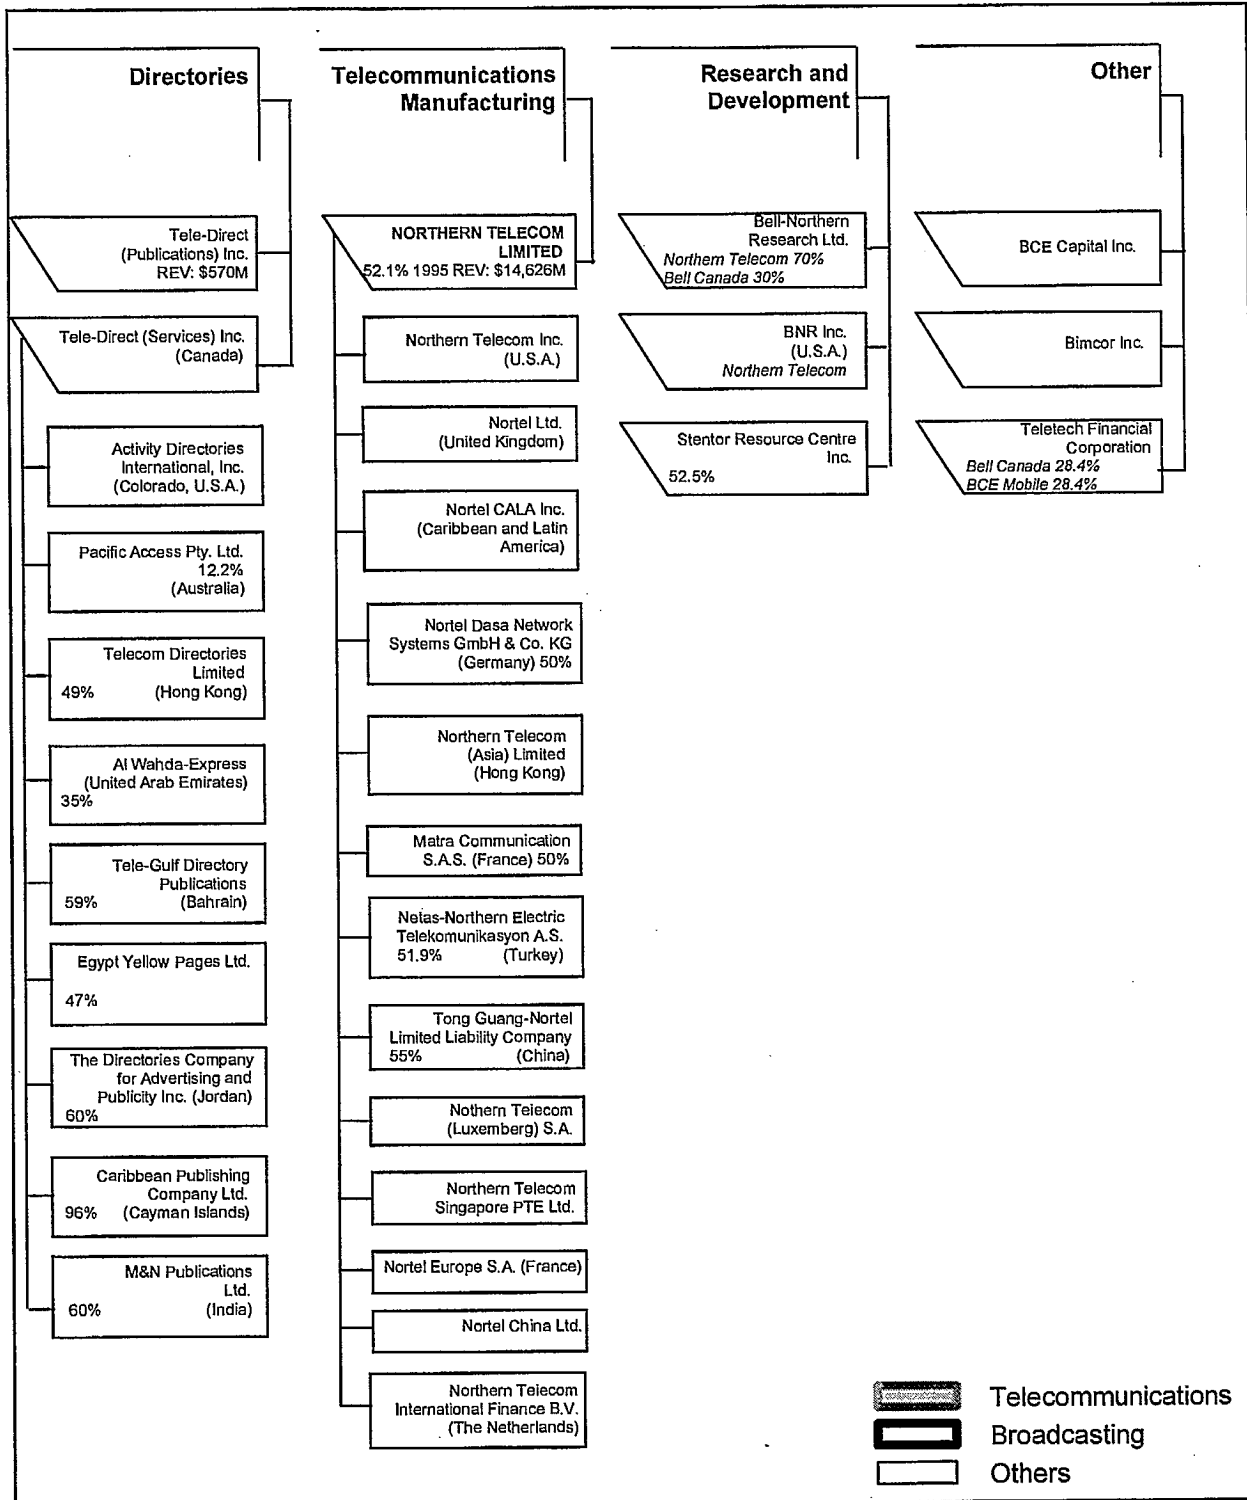 Directories
Tele-Direct
(Publications) Inc.
REV: $570M
Tele-Direct (Services) Inc.
(Canada)
Activity Directories
International, Inc.
(Colorado, U.S.A.)
Pacific Access Pty. Ltd.
12.2%
(Australia)
Telecom Directories
Limited
49% (Hong Kong)
Al Wahda-Express
(United Arab Emirates)
35%
Tele-Gulf Directory
Publications
59% (Bahrain)
Egypt Yellow Pages Ltd.
47%
The Directories Company
for Advertising and
Publicity Inc. (Jordan)
60%
Caribbean Publishing
Company Ltd.
96% (Cayman Islands)
M&N Publications
Ltd.
60% (India)
Telecommunications
Manufacturing
NORTHERN TELECOM
LIMITED
52.1% 1995 REV: $14,626M
Northern Telecom Inc.
(U.S.A.)
Nortel Ltd.
(United Kingdom)
Nortel CALA Inc.
(Caribbean and Latin
America)
Nortel Dasa Network
Systems GmbH & Co. KG
(Germany) 50%
Northern Telecom
(Asia) Limited
(Hong Kong)
Matra Communication
S.A.S. (France) 50%
Netas-Northern Electric
Telekomunikasyon A.S.
51.9% (Turkey)
Tong Guang-Nortel
Limited Liability Company
55% (China)
Nothern Telecom
(Luxemberg) S.A.
Northern Telecom
Singapore PTE Ltd.
Nortel Europe S.A. (France)
Nortel China Ltd.
Northern Telecom
International Finance B.V.
(The Netherlands)
Research and
Development
Bell-Northern
Research Ltd.
Northern Telecom 70%
Bell Canada 30%
BNR Inc.
(U.S.A.)
Northern Telecom
Stentor Resource Centre
Inc.
52.5%
Other
BCE Capital Inc.
Bimcor Inc.
Teletech Financial
Corporation
Bell Canada 28.4%
BCE Mobile 28.4%
Telecommunications
Broadcasting
Others